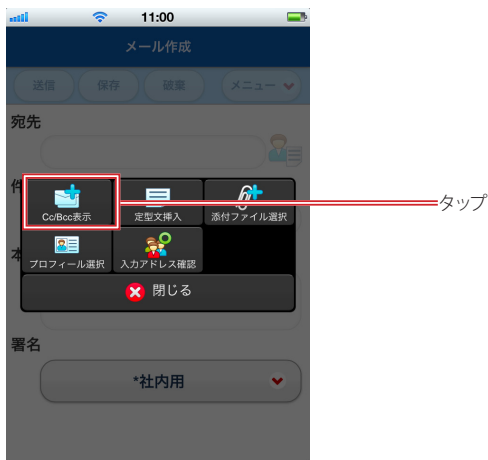 11:00
メール作成
送信 保存 破棄 メニュー
宛先
件
Cc/Bcc表示 定型文挿入 添付ファイル選択
タップ
本
プロフィール選択 入力アドレス確認
閉じる
署名
*社内用